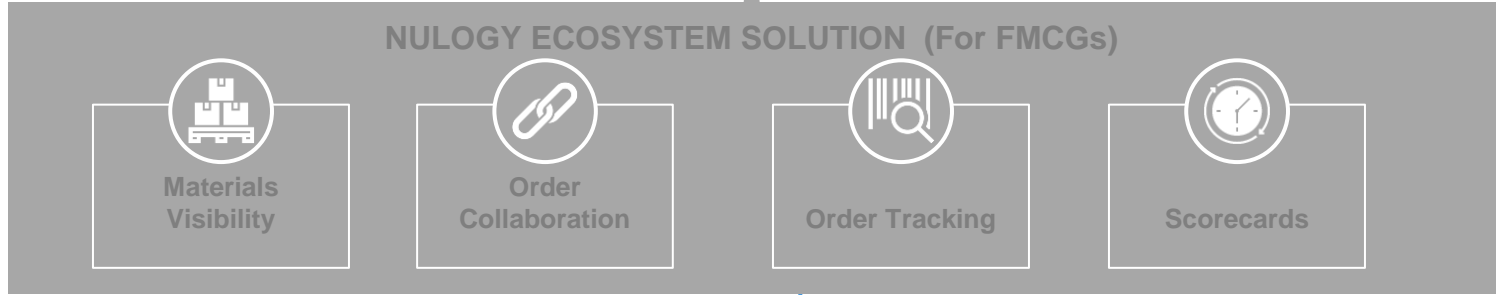 NULOGY ECOSYSTEM SOLUTION (For FMCGs)
Materials
Visibility
Order
Collaboration
Order Tracking
Scorecards